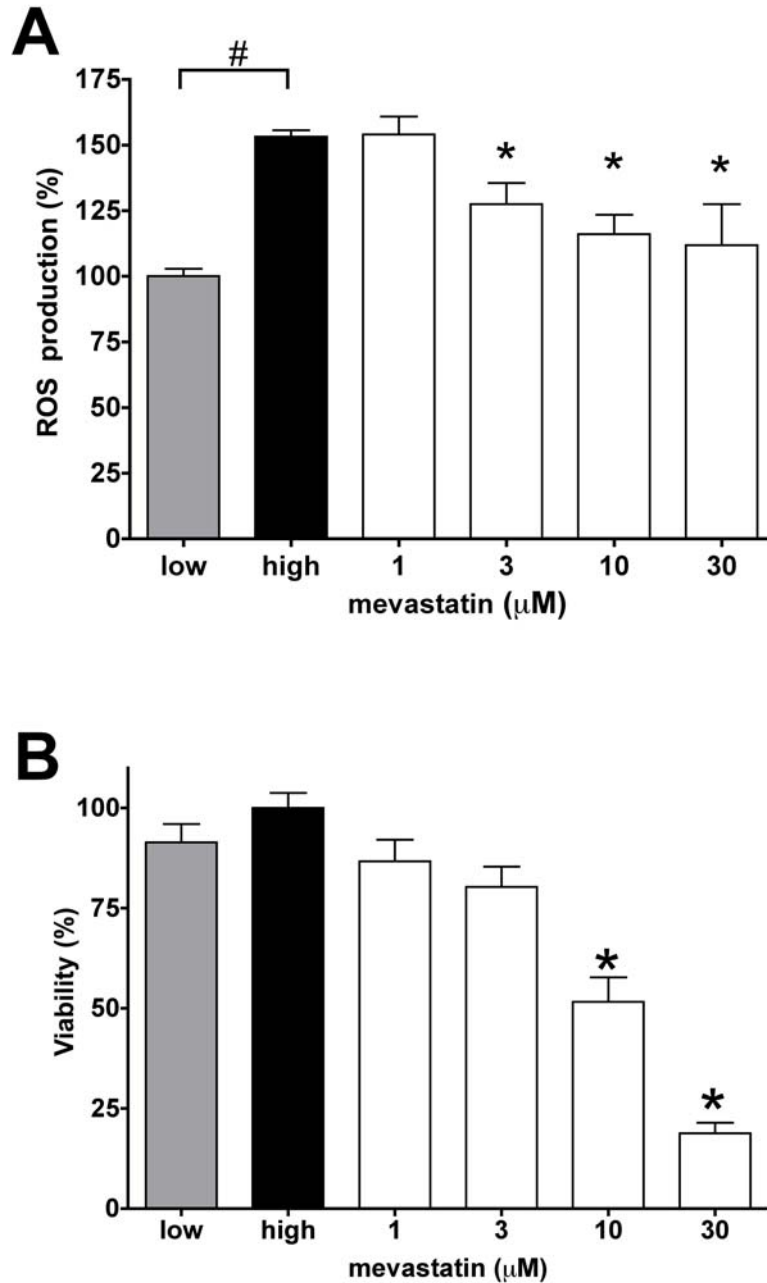 A
#
175
150
125
100
75
50
25
0
ROS production (%)
* * *
low high 1 3 10 30
mevastatin (μM)
B
100
75
50
25
0
Viability (%)
* *
low high 1 3 10 30
mevastatin (μM)